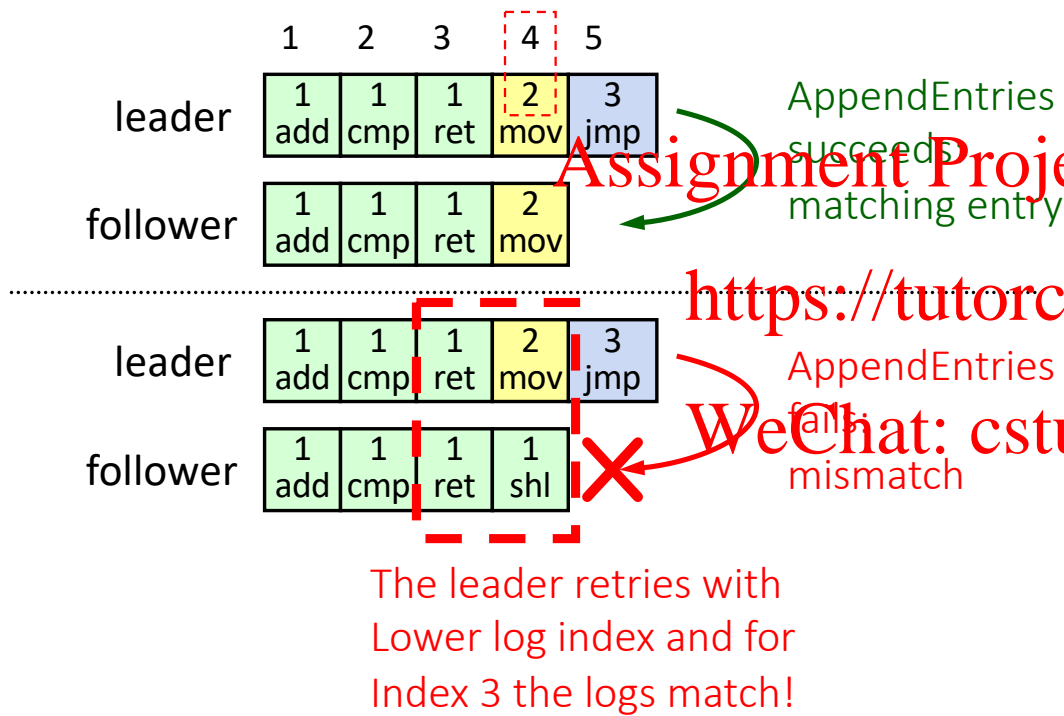 1 2 3 4 5
leader 1 1 1 2 3
add cmp ret mov jmp
AppendEntries
succeeds:
matching entry
Assignment Proje
follower 1 1 1 2
add cmp ret mov
https://tutorc
leader 1 1 1 2 3
add cmp ret mov jmp
AppendEntries
fails:
mismatch
WeChat: cstu
follower 1 1 1 1
add cmp ret shl
The leader retries with
Lower log index and for
Index 3 the logs match!